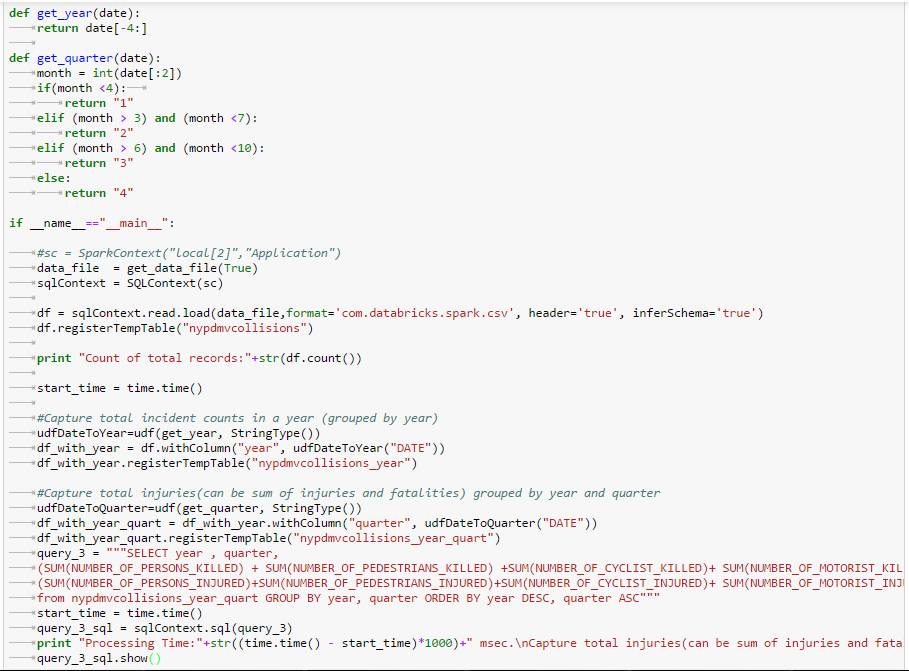 def get_year(date):
return date[-4:]
def get_quarter(date):
month = int(date[:2])
if(month <4):
return "1"
elif (month > 3) and (month <7):
return "2"
elif (month > 6) and (month <10):
return "3"
else:
return "4"
if __name__=="__main__":
#sc = SparkContext("local[2]","Application")
data_file  = get_data_file(True)
sqlContext = SQLContext(sc)
df = sqlContext.read.load(data_file,format='com.databricks.spark.csv', header='true', inferSchema='true')
df.registerTempTable("nypdmvcollisions")
print "Count of total records:"+str(df.count())
start_time = time.time()
#Capture total incident counts in a year (grouped by year)
udfDateToYear=udf(get_year, StringType())
df_with_year = df.withColumn("year", udfDateToYear("DATE"))
df_with_year.registerTempTable("nypdmvcollisions_year")
#Capture total injuries(can be sum of injuries and fatalities) grouped by year and quarter
udfDateToQuarter=udf(get_quarter, StringType())
df_with_year_quart = df_with_year.withColumn("quarter", udfDateToQuarter("DATE"))
df_with_year_quart.registerTempTable("nypdmvcollisions_year_quart")
query_3 = """SELECT year , quarter,
(SUM(NUMBER_OF_PERSONS_KILLED) + SUM(NUMBER_OF_PEDESTRIANS_KILLED) +SUM(NUMBER_OF_CYCLIST_KILLED)+ SUM(NUMBER_OF_MOTORIST_KIL
(SUM(NUMBER_OF_PERSONS_INJURED)+SUM(NUMBER_OF_PEDESTRIANS_INJURED)+SUM(NUMBER_OF_CYCLIST_INJURED)+ SUM(NUMBER_OF_MOTORIST_INJU
from nypdmvcollisions_year_quart GROUP BY year, quarter ORDER BY year DESC, quarter ASC"""
start_time = time.time()
query_3_sql = sqlContext.sql(query_3)
print "Processing Time:"+str((time.time() - start_time)*1000)+" msec.\nCapture total injuries(can be sum of injuries and fata
query_3_sql.show()